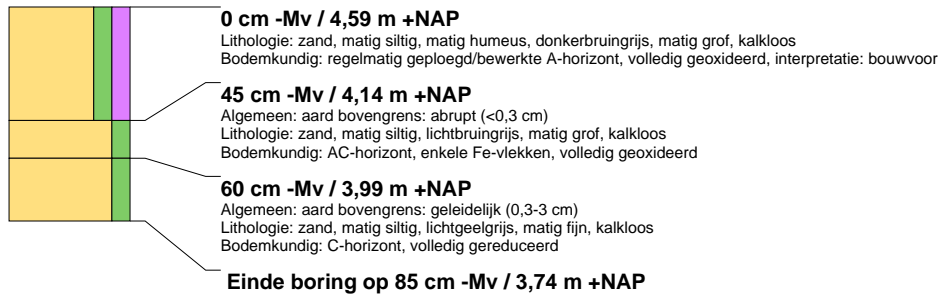 0 cm -Mv / 4,59 m +NAP
Lithologie: zand, matig siltig, matig humeus, donkerbruingrijs, matig grof, kalkloos
Bodemkundig: regelmatig geploegd/bewerkte A-horizont, volledig geoxideerd, interpretatie: bouwvoor
45 cm -Mv / 4,14 m +NAP
Algemeen: aard bovengrens: abrupt (<0,3 cm)
Lithologie: zand, matig siltig, lichtbruingrijs, matig grof, kalkloos
Bodemkundig: AC-horizont, enkele Fe-vlekken, volledig geoxideerd
60 cm -Mv / 3,99 m +NAP
Algemeen: aard bovengrens: geleidelijk (0,3-3 cm)
Lithologie: zand, matig siltig, lichtgeelgrijs, matig fijn, kalkloos
Bodemkundig: C-horizont, volledig gereduceerd
Einde boring op 85 cm -Mv / 3,74 m +NAP